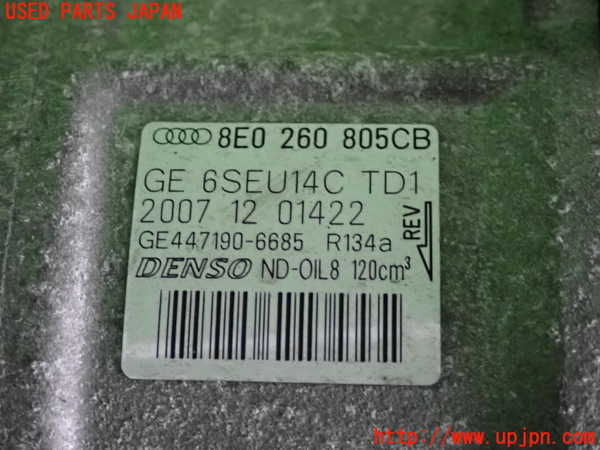 USED PARTS JAPAN
8E0 260 805CB
GE 6SEU14C TD1
2007 12 01422
GE447190-6685 R134a
REV
DENSO ND-OIL8 120cm³
http://www.upjpn.com/